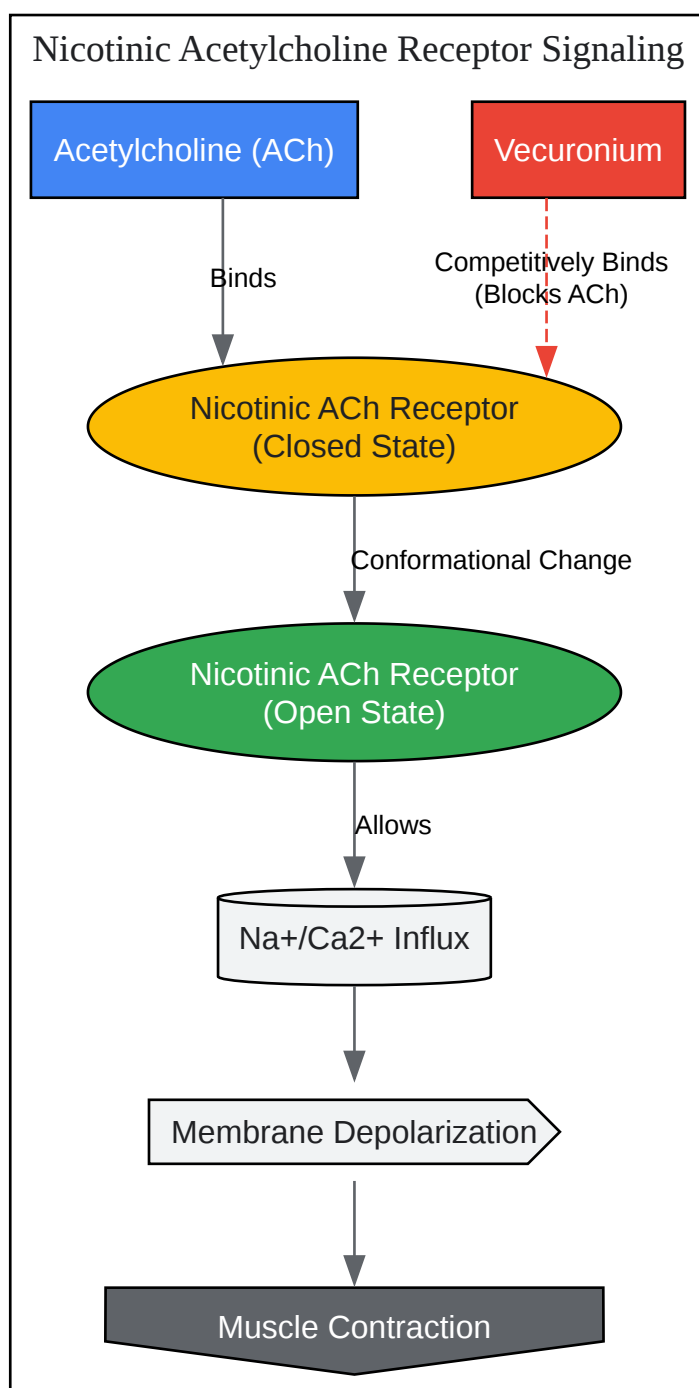 Nicotinic Acetylcholine Receptor Signaling
Acetylcholine (ACh)
Vecuronium
Binds
Competitively Binds
(Blocks ACh)
Nicotinic ACh Receptor
(Closed State)
Conformational Change
Nicotinic ACh Receptor
(Open State)
Allows
Na+/Ca2+ Influx
Membrane Depolarization
Muscle Contraction